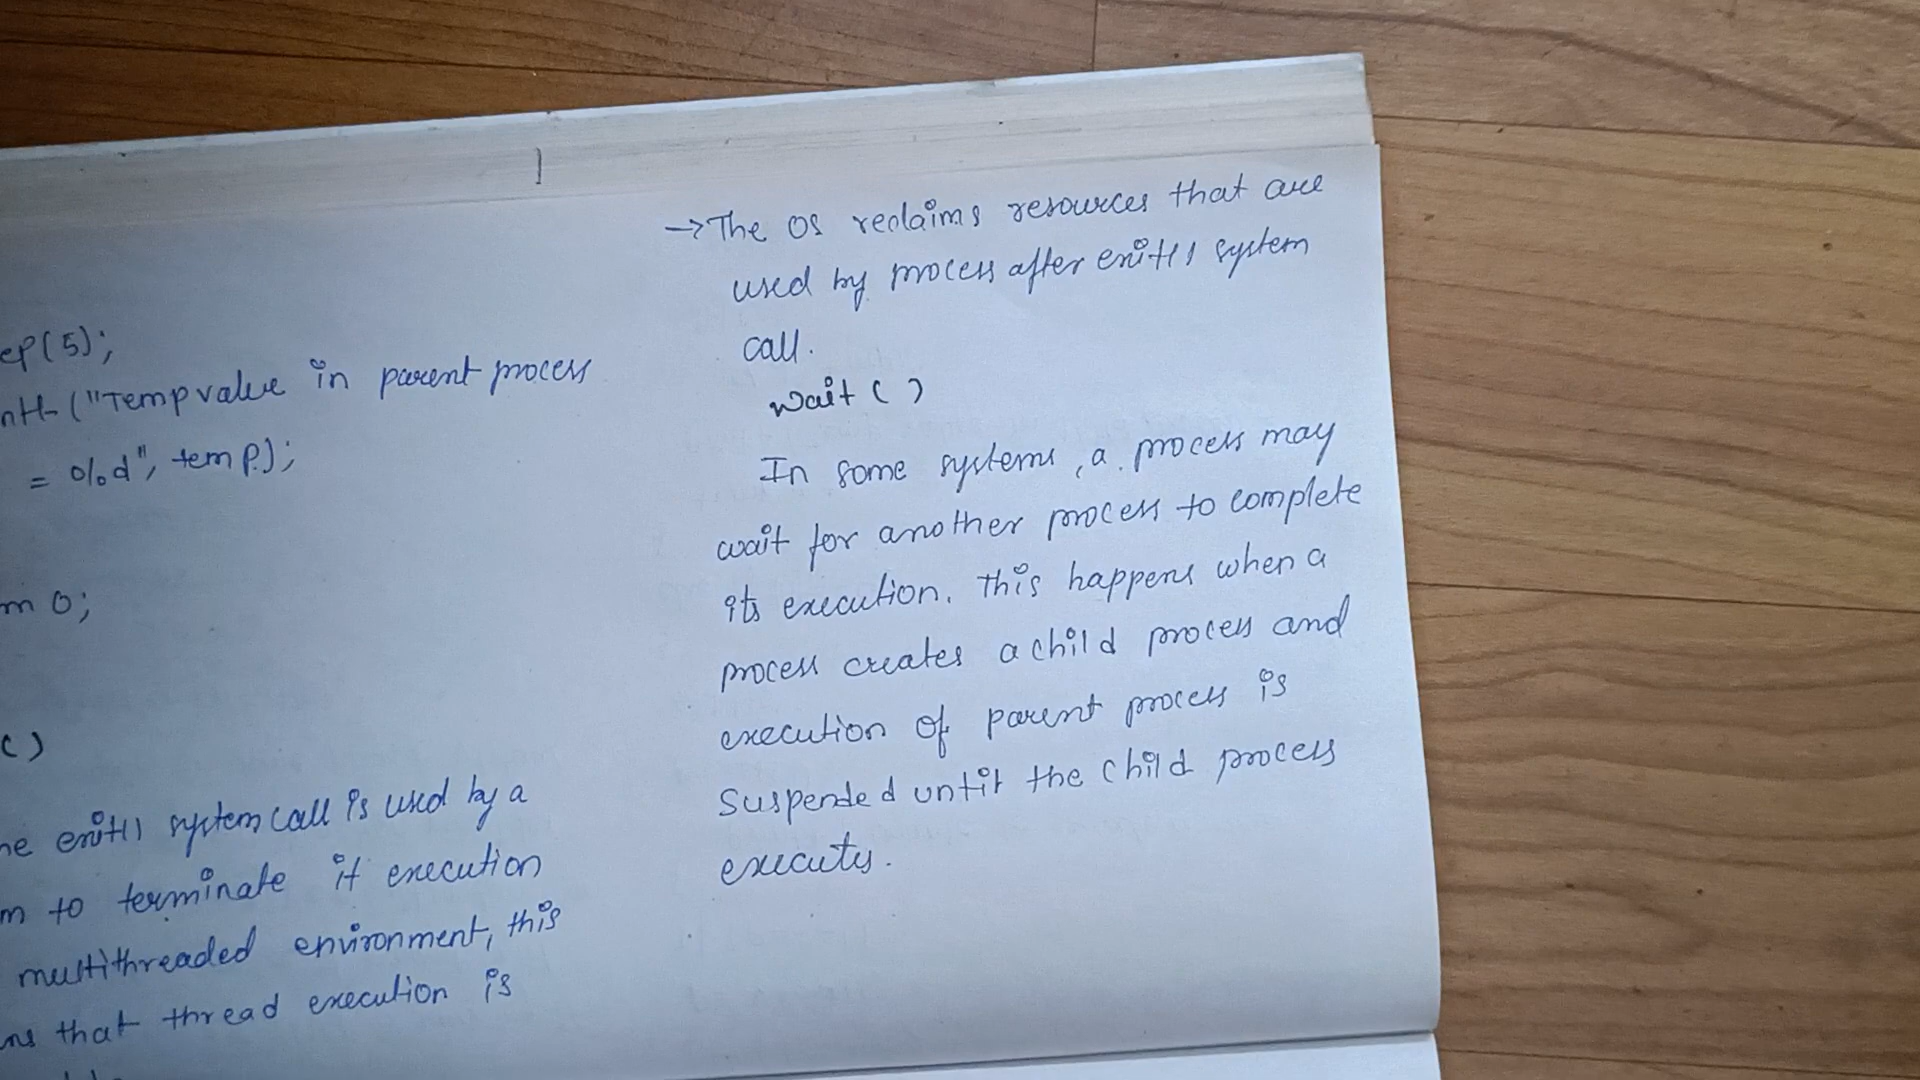 ep(5);
ntf ("Temp value in parent process
= %d", temp);
n 0;
()
he exit() system call is used by a
m to terminate it execution
multithreaded environment, this
ns that thread execution is
→ The OS reclaims resources that are
used by process after exit() system
call.
wait ( )
In some systems, a process may
wait for another process to complete
its execution. This happens when a
process creates a child process and
execution of parent process is
Suspended until the child process
executes.